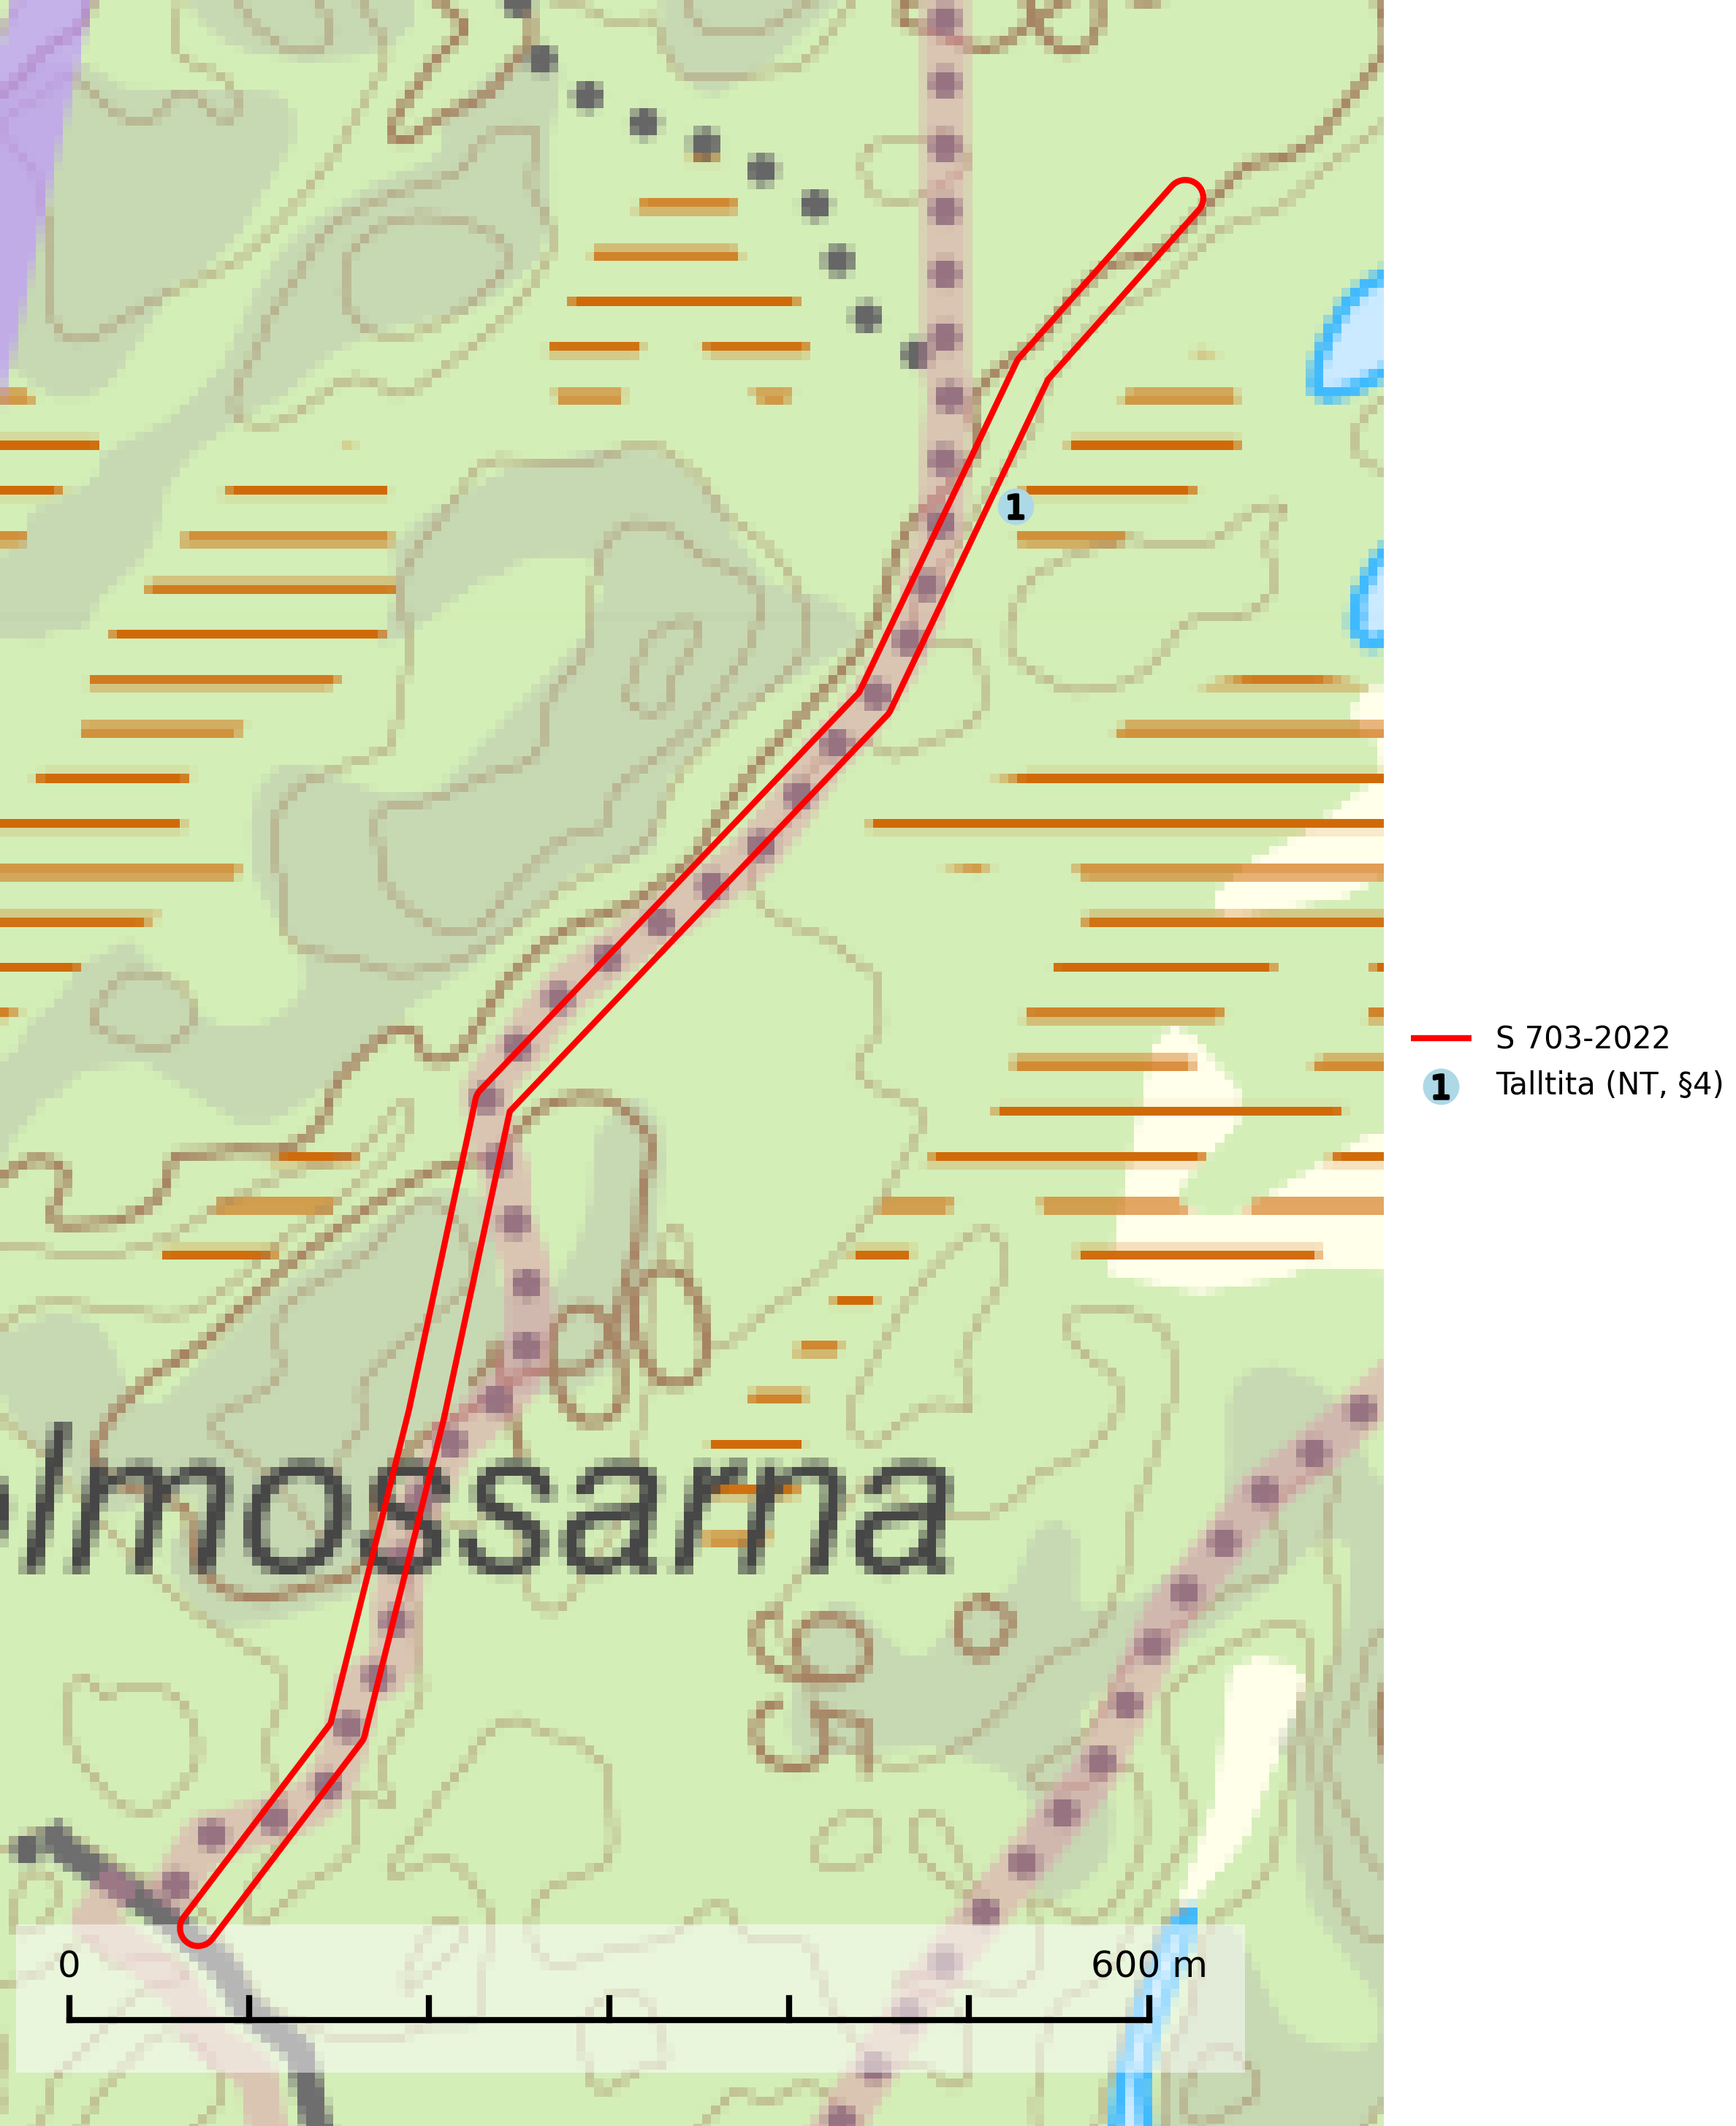 1
lmossarna
0 600 m
S 703-2022
1 Talltita (NT, §4)